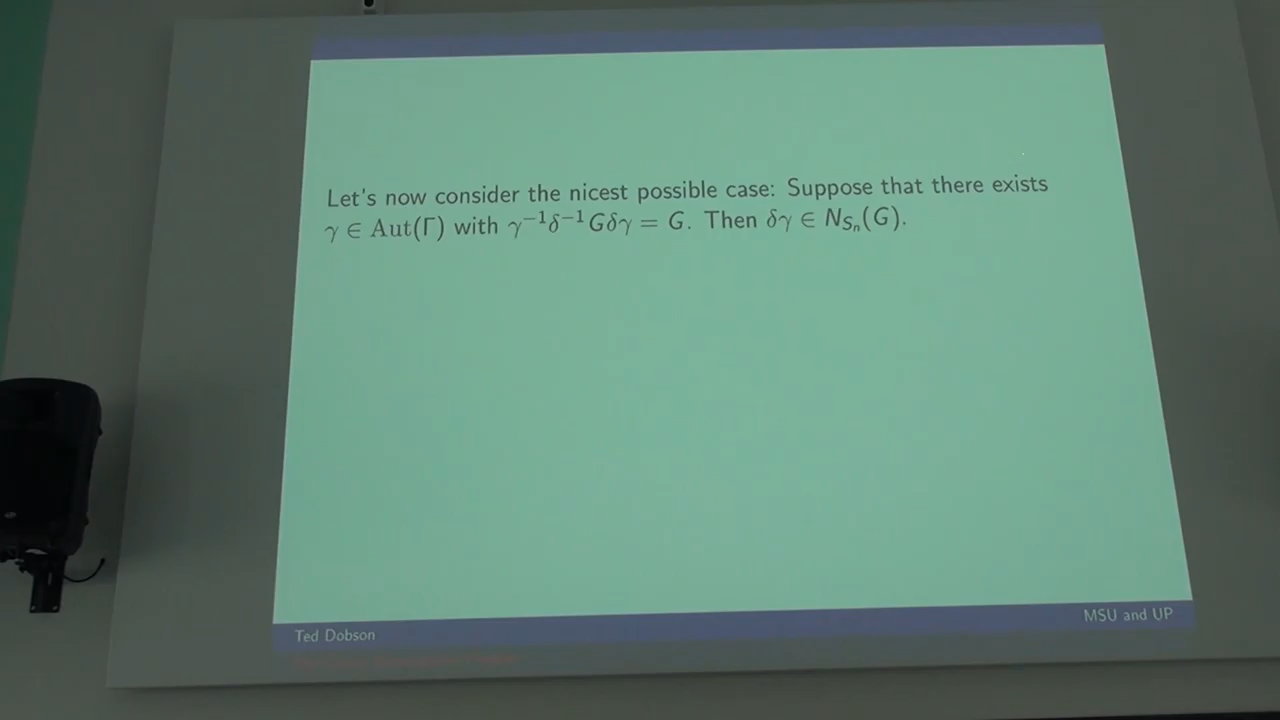 Let's now consider the nicest possible case: Suppose that there exists
γ ∈ Aut(Γ) with γ⁻¹δ⁻¹Gδγ = G. Then δγ ∈ N_{S_n}(G).
MSU and UP
Ted Dobson